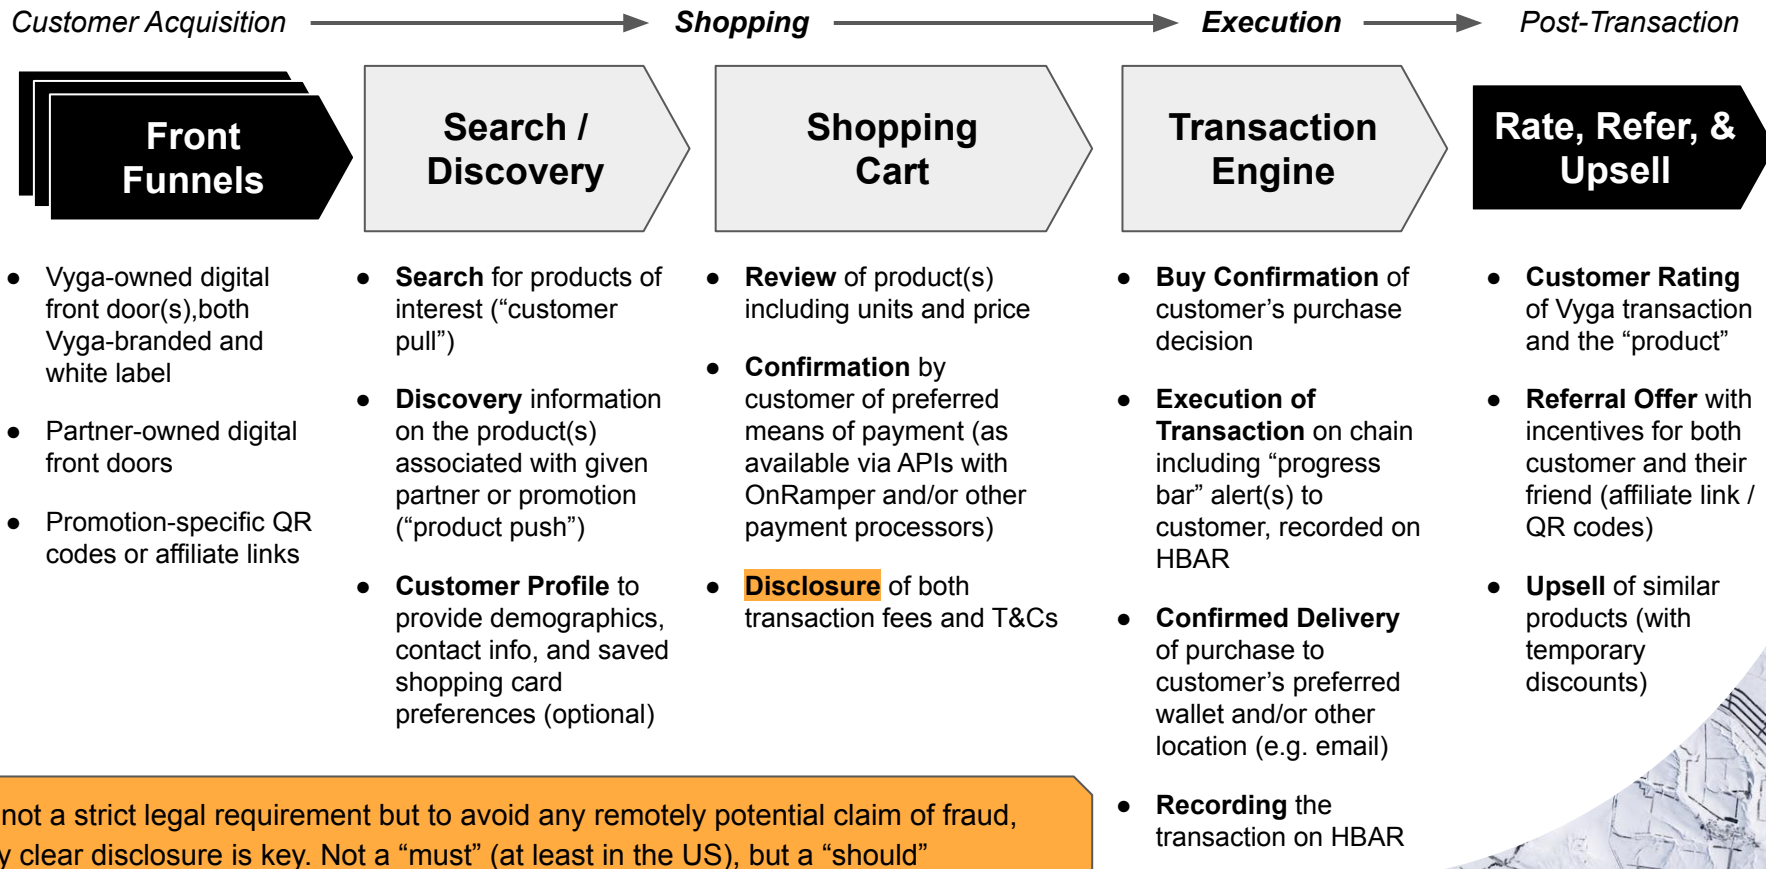 Customer Acquisition
Shopping
Execution
Post-Transaction
Front
Funnels
Search /
Discovery
Shopping
Cart
Transaction
Engine
Rate, Refer, &
Upsell
● Vyga-owned digital
front door(s),both
Vyga-branded and
white label
● Partner-owned digital
front doors
● Promotion-specific QR
codes or affiliate links
● Search for products of
interest (“customer
pull”)
● Discovery information
on the product(s)
associated with given
partner or promotion
(“product push”)
● Customer Profile to
provide demographics,
contact info, and saved
shopping card
preferences (optional)
● Review of product(s)
including units and price
● Confirmation by
customer of preferred
means of payment (as
available via APIs with
OnRamper and/or other
payment processors)
● Disclosure of both
transaction fees and T&Cs
● Buy Confirmation of
customer’s purchase
decision
● Execution of
Transaction on chain
including “progress
bar” alert(s) to
customer, recorded on
HBAR
● Confirmed Delivery
of purchase to
customer’s preferred
wallet and/or other
location (e.g. email)
● Recording the
transaction on HBAR
● Customer Rating
of Vyga transaction
and the “product”
● Referral Offer with
incentives for both
customer and their
friend (affiliate link /
QR codes)
● Upsell of similar
products (with
temporary
discounts)
not a strict legal requirement but to avoid any remotely potential claim of fraud,
y clear disclosure is key. Not a “must” (at least in the US), but a “should”